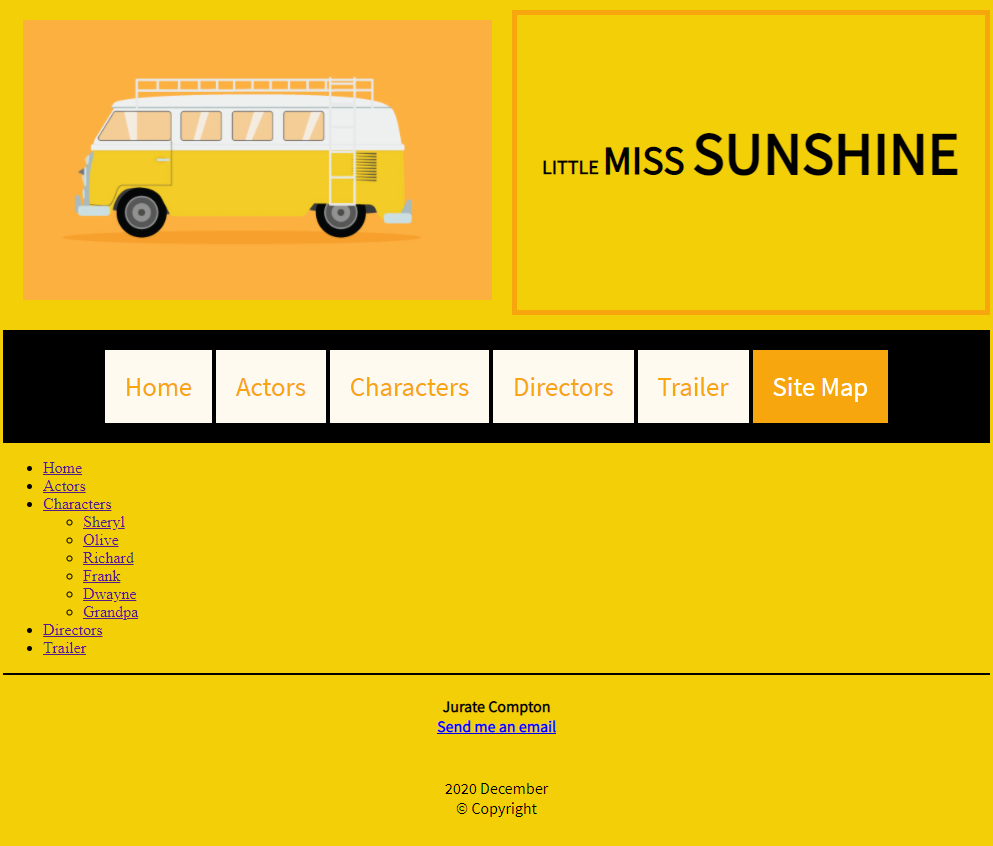 LITTLE MISS SUNSHINE
Home Actors Characters Directors Trailer Site Map
Home
Actors
Characters
Sheryl
Olive
Richard
Frank
Dwayne
Grandpa
Directors
Trailer
Jurate Compton
Send me an email
2020 December
© Copyright